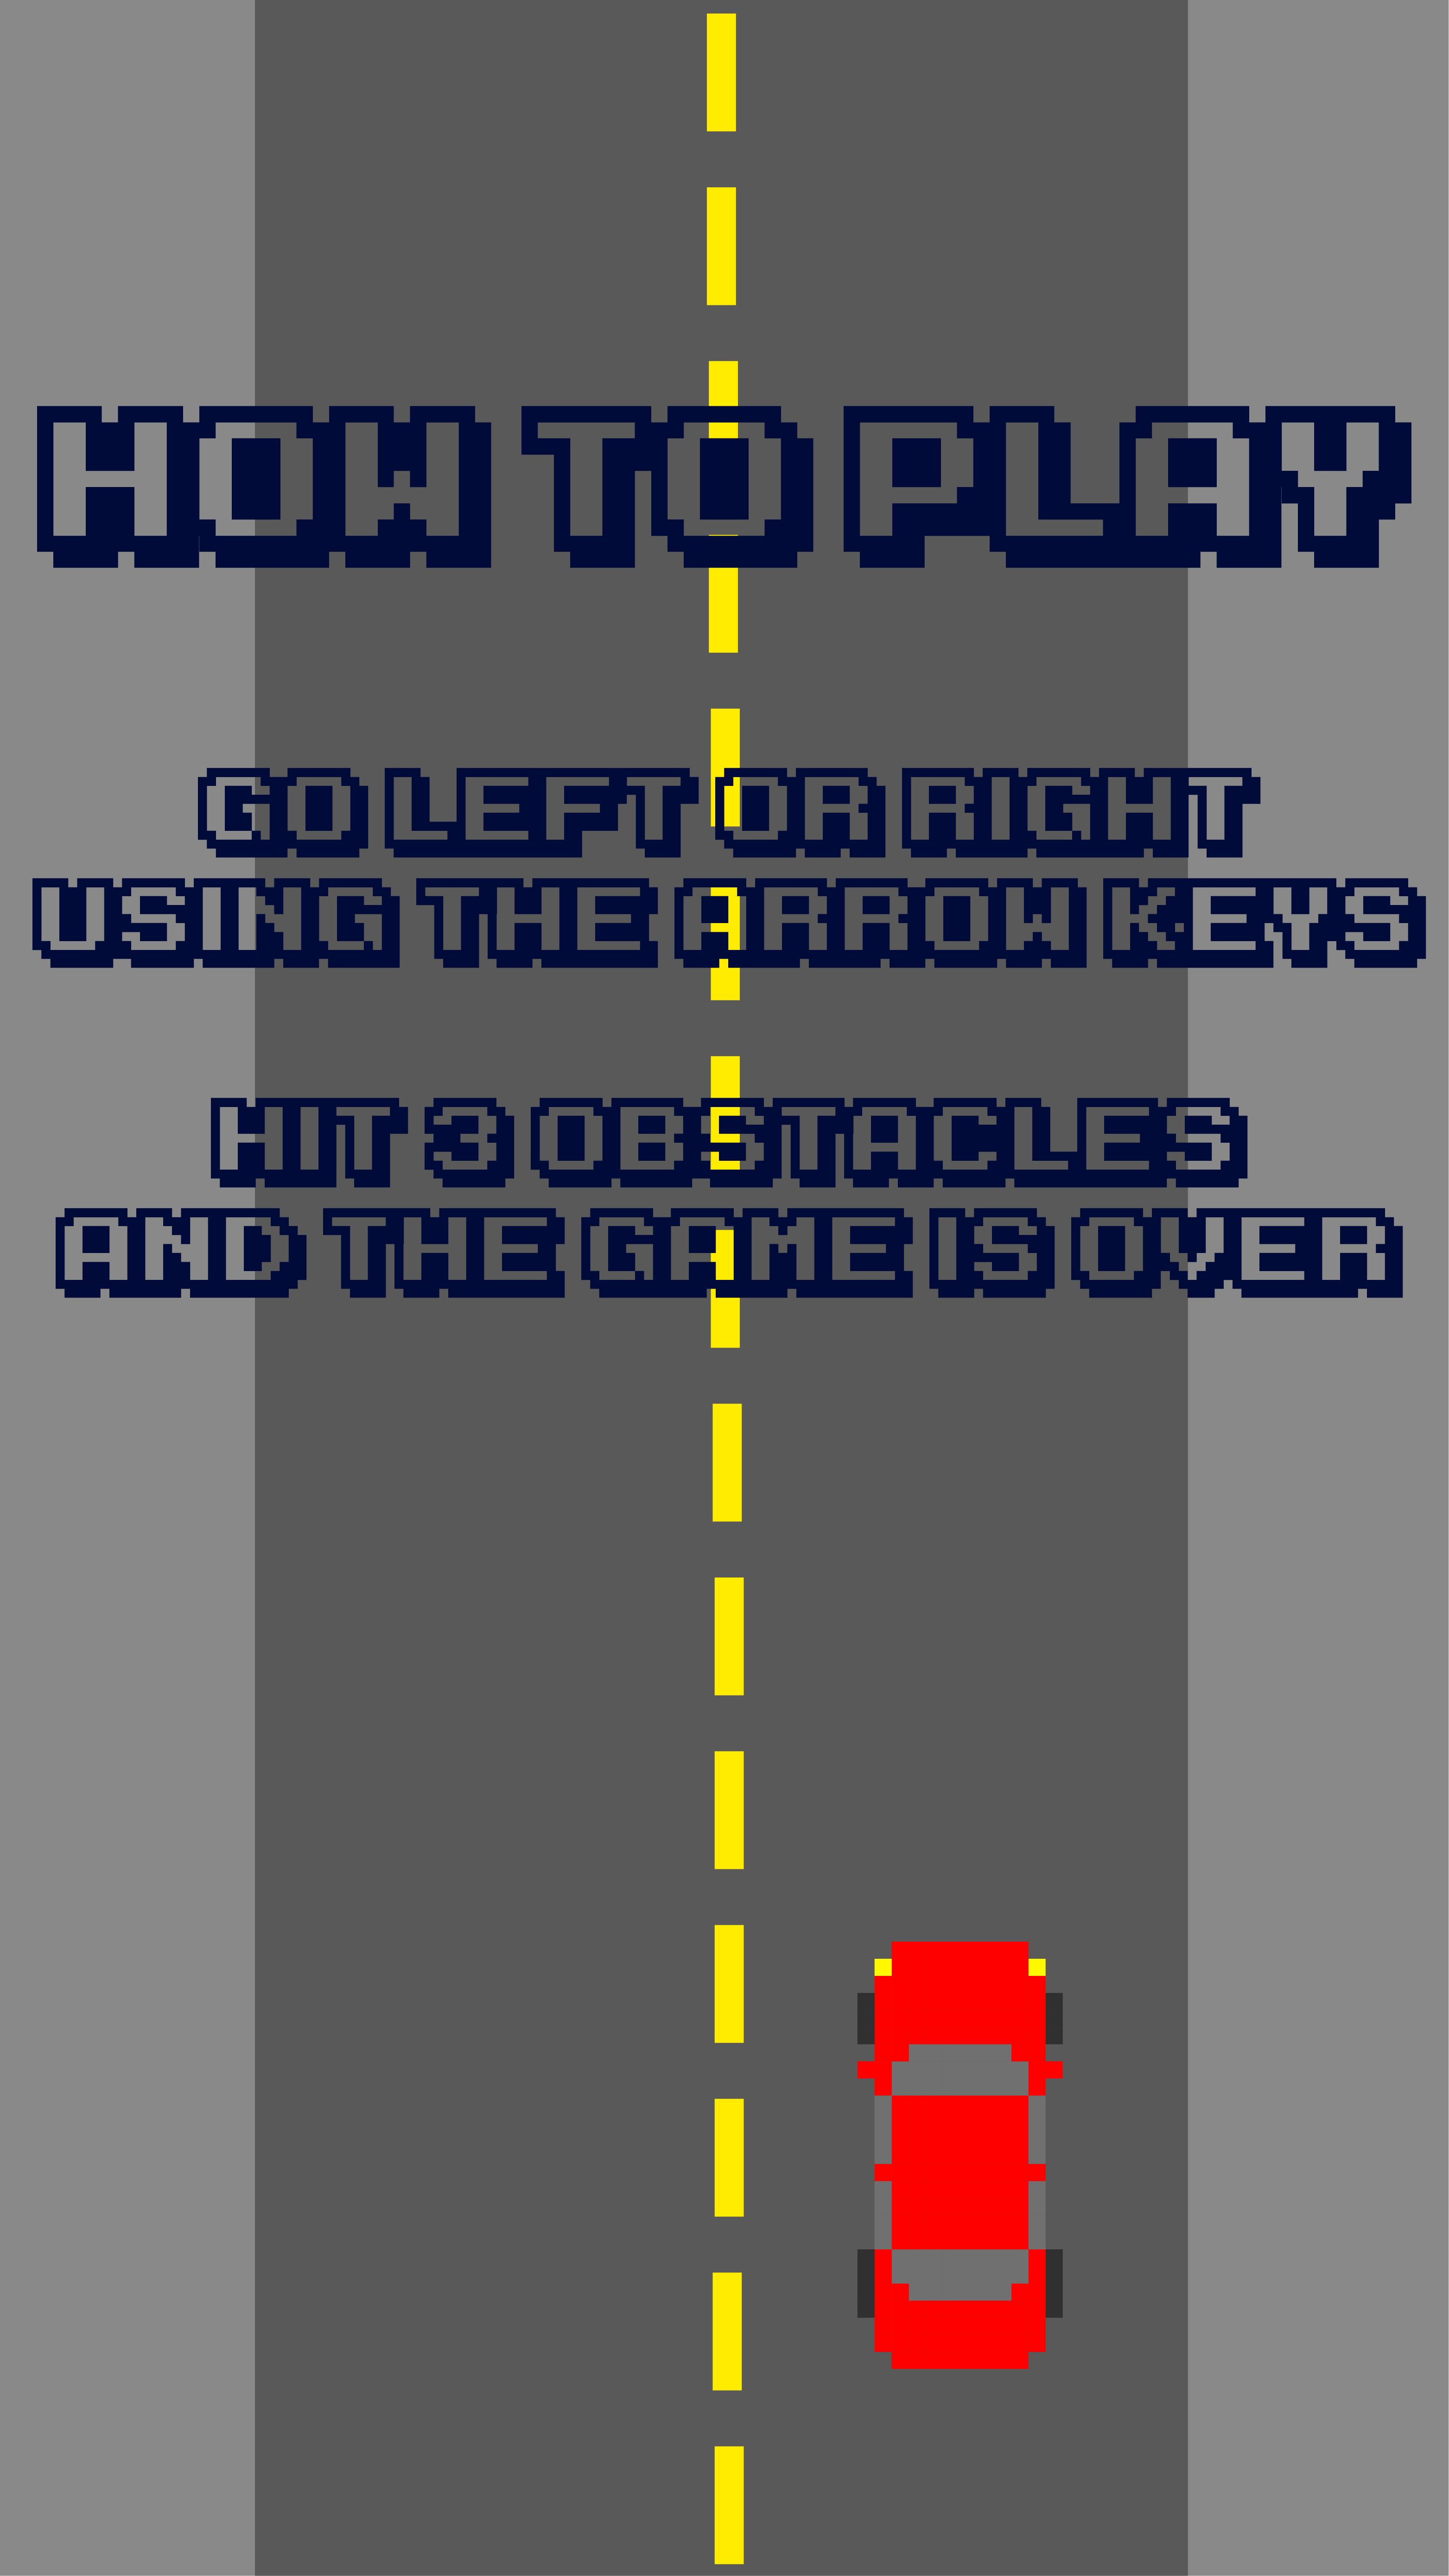 HOW TO PLAY
GO LEFT OR RIGHT
USING THE ARROW KEYS
HIT 3 OBSTACLES
AND THE GAME IS OVER